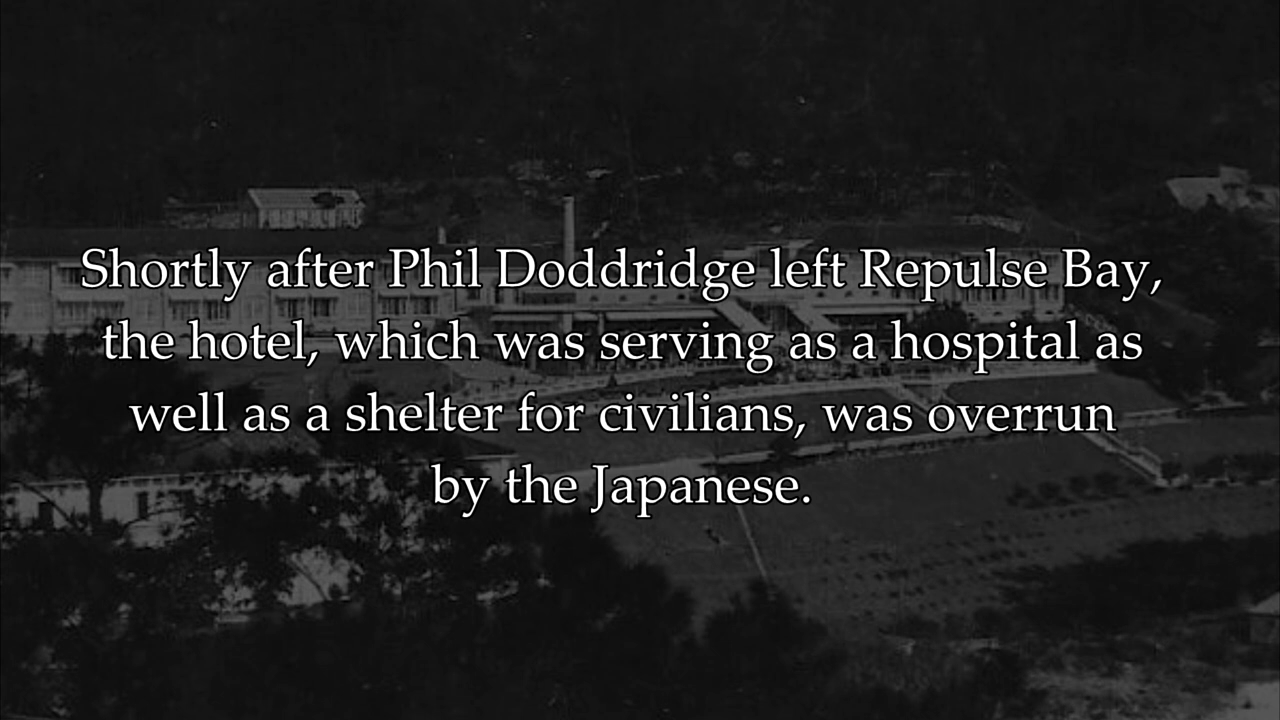 Shortly after Phil Doddridge left Repulse Bay,
the hotel, which was serving as a hospital as
well as a shelter for civilians, was overrun
by the Japanese.